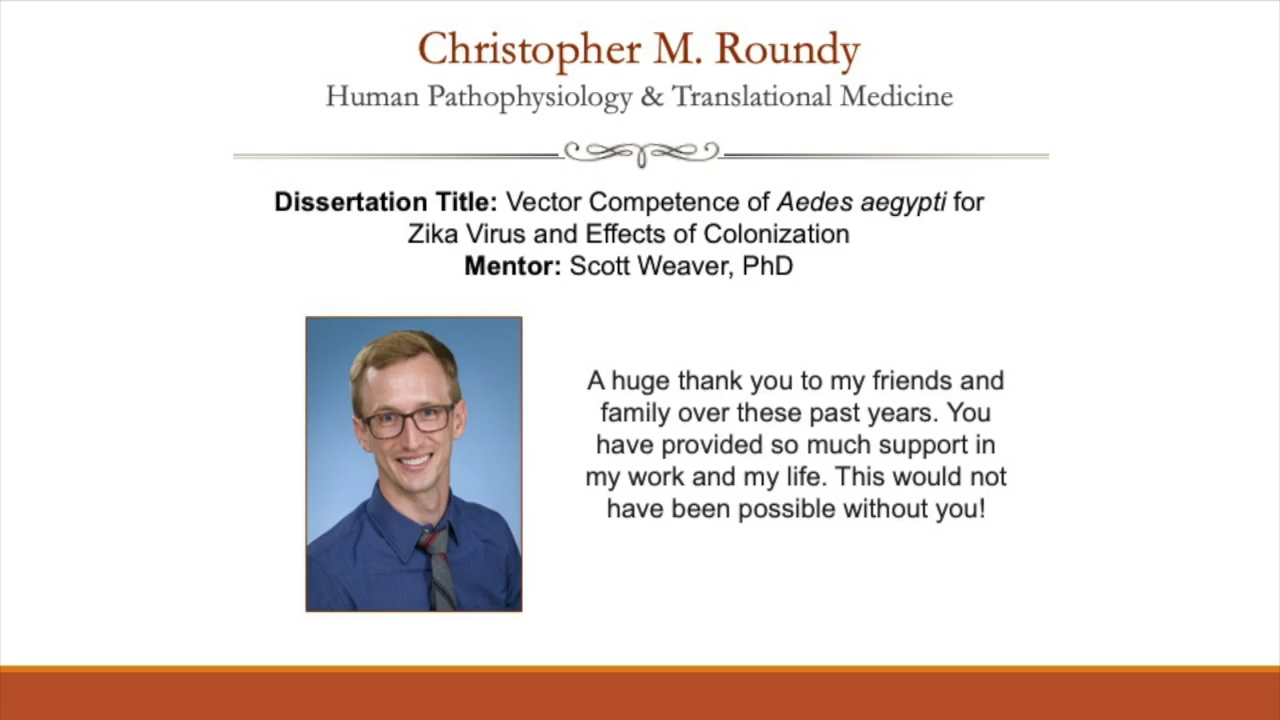 Christopher M. Roundy
Human Pathophysiology & Translational Medicine
Dissertation Title: Vector Competence of Aedes aegypti for
Zika Virus and Effects of Colonization
Mentor: Scott Weaver, PhD
A huge thank you to my friends and
family over these past years. You
have provided so much support in
my work and my life. This would not
have been possible without you!